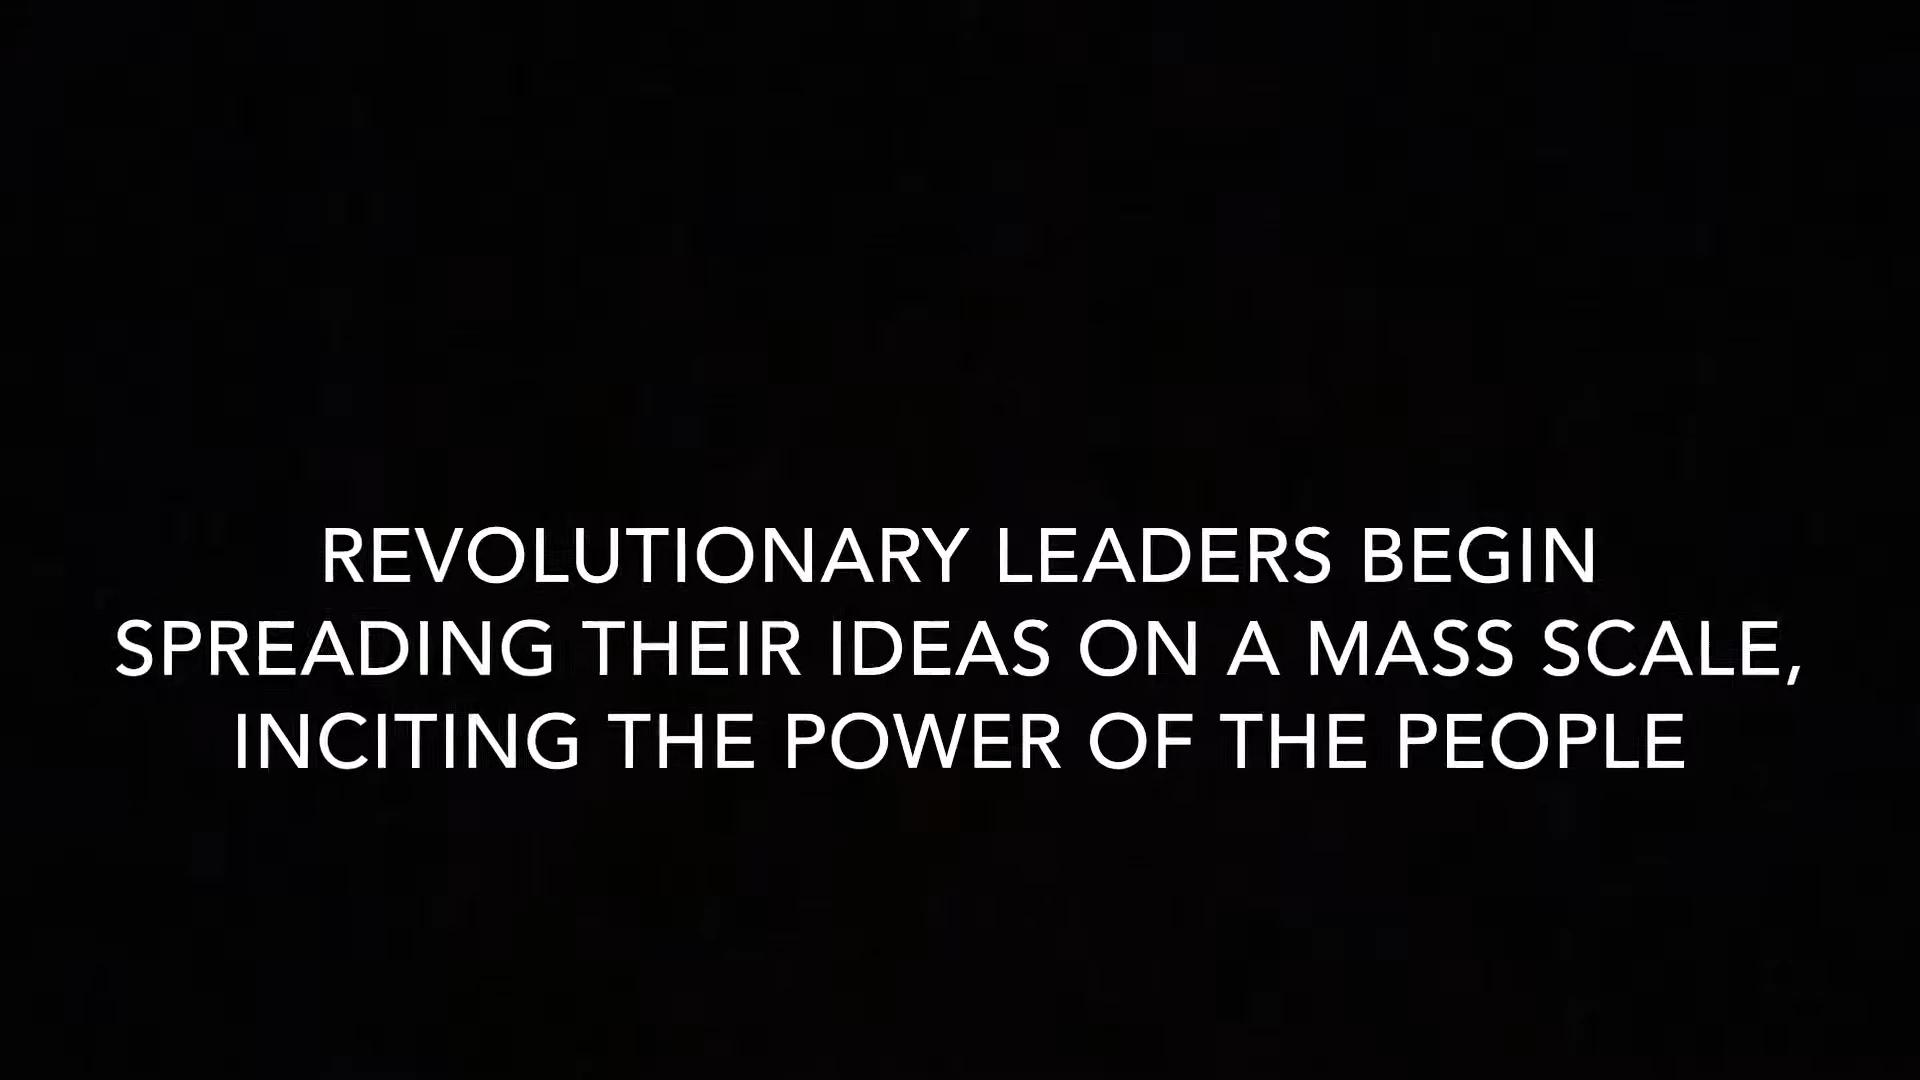 REVOLUTIONARY LEADERS BEGIN
SPREADING THEIR IDEAS ON A MASS SCALE,
INCITING THE POWER OF THE PEOPLE